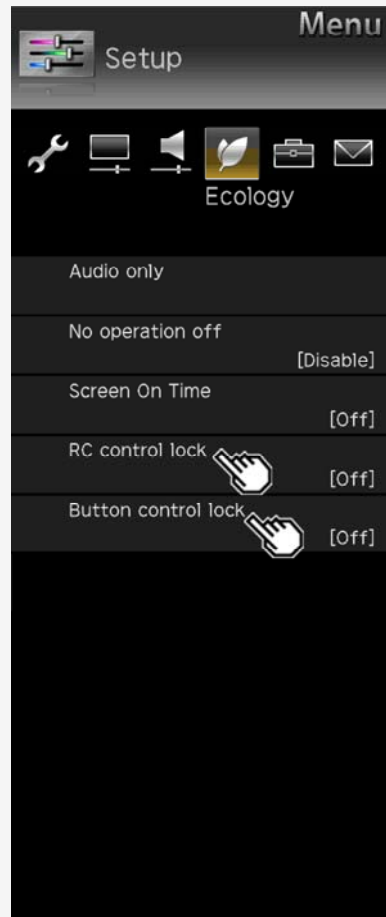 Menu
Setup
Ecology
Audio only
No operation off
[Disable]
Screen On Time
[Off]
RC control lock
[Off]
Button control lock
[Off]